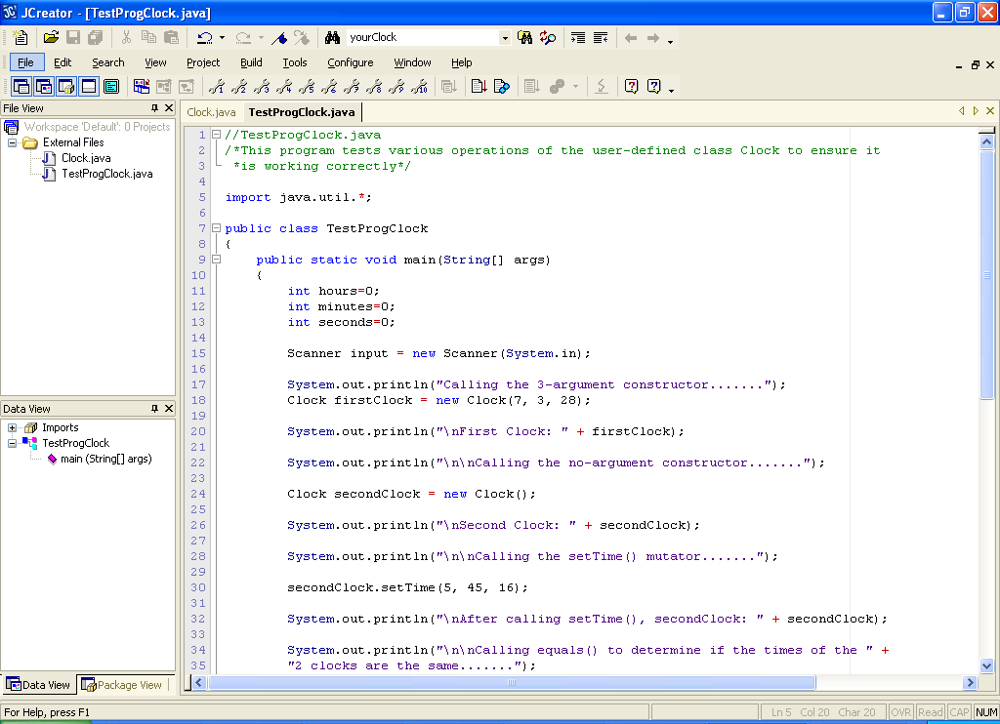 JCreator - [TestProgClock.java]
yourClock
File Edit Search View Project Build Tools Configure Window Help
File View
Workspace 'Default': 0 Projects
External Files
Clock.java
TestProgClock.java
Data View
Imports
TestProgClock
main (String[] args)
Data View
Package View
Clock.java TestProgClock.java
1 //TestProgClock.java
2 /*This program tests various operations of the user-defined class Clock to ensure it
3 *is working correctly*/
4
5 import java.util.*;
6
7 public class TestProgClock
8 {
9 public static void main(String[] args)
10 {
11 int hours=0;
12 int minutes=0;
13 int seconds=0;
14
15 Scanner input = new Scanner(System.in);
16
17 System.out.println("Calling the 3-argument constructor.......");
18 Clock firstClock = new Clock(7, 3, 28);
19
20 System.out.println("\nFirst Clock: " + firstClock);
21
22 System.out.println("\n\nCalling the no-argument constructor.......");
23
24 Clock secondClock = new Clock();
25
26 System.out.println("\nSecond Clock: " + secondClock);
27
28 System.out.println("\n\nCalling the setTime() mutator.......");
29
30 secondClock.setTime(5, 45, 16);
31
32 System.out.println("\nAfter calling setTime(), secondClock: " + secondClock);
33
34 System.out.println("\n\nCalling equals() to determine if the times of the " +
35 "2 clocks are the same.......");
For Help, press F1
Ln 5 Col 20 Char 20 OVR Read CAP NUM